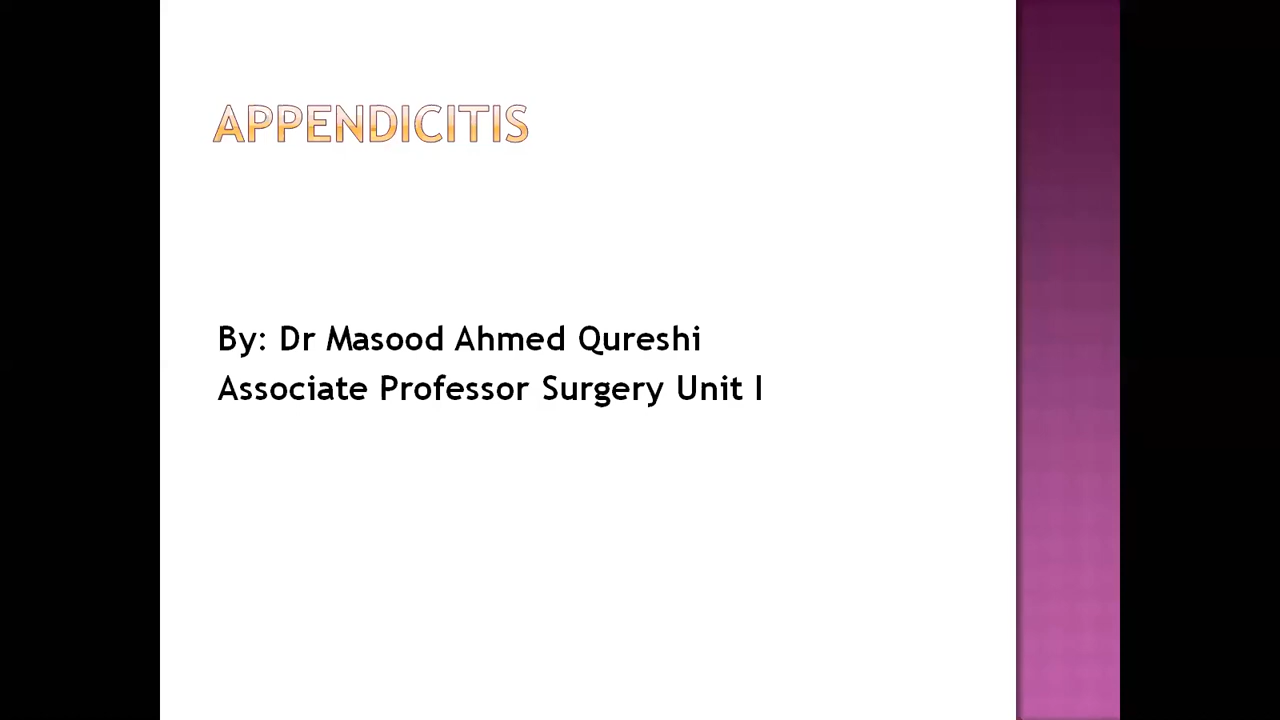 APPENDICITIS
By: Dr Masood Ahmed Qureshi
Associate Professor Surgery Unit I